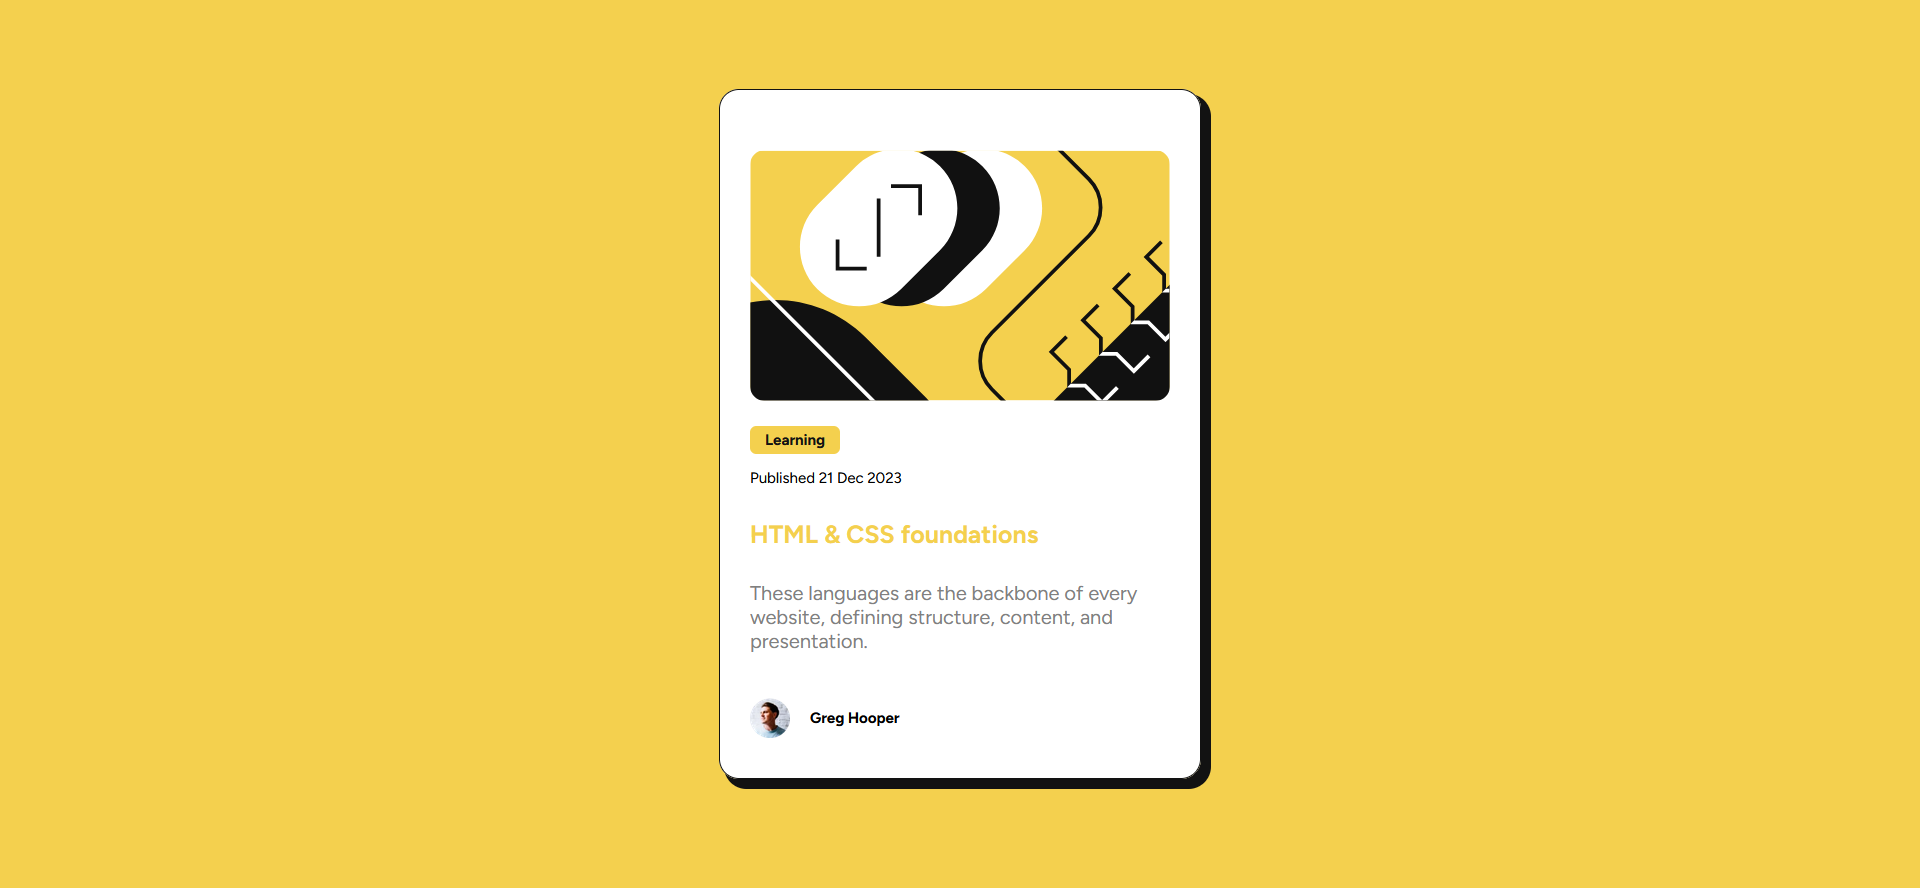 Learning
Published 21 Dec 2023
HTML & CSS foundations
These languages are the backbone of every
website, defining structure, content, and
presentation.
Greg Hooper